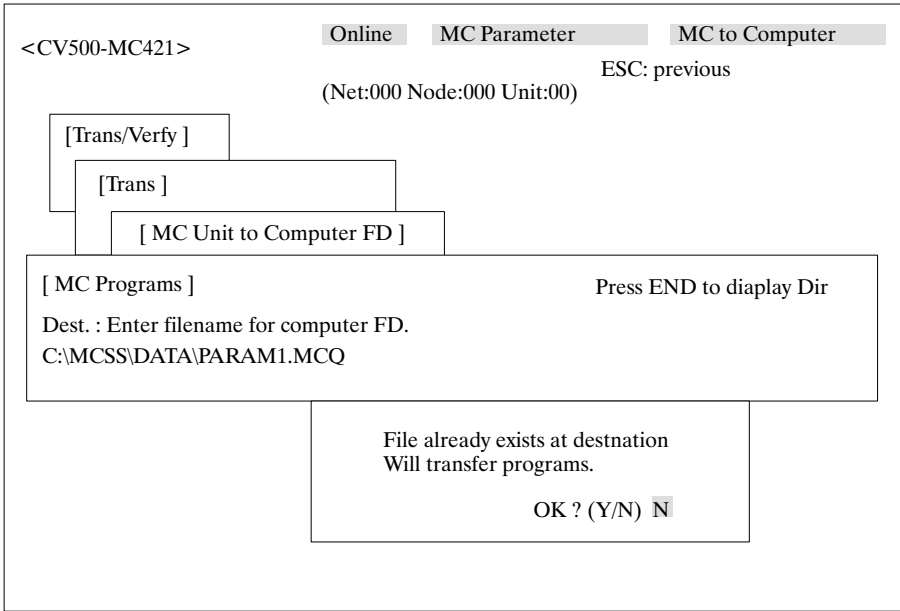 <CV500-MC421>
Online MC Parameter MC to Computer
ESC: previous
(Net:000 Node:000 Unit:00)
[Trans/Verfy ]
[Trans ]
[ MC Unit to Computer FD ]
[ MC Programs ] Press END to diaplay Dir
Dest. : Enter filename for computer FD.
C:\MCSS\DATA\PARAM1.MCQ
File already exists at destnation
Will transfer programs.
OK ? (Y/N) N